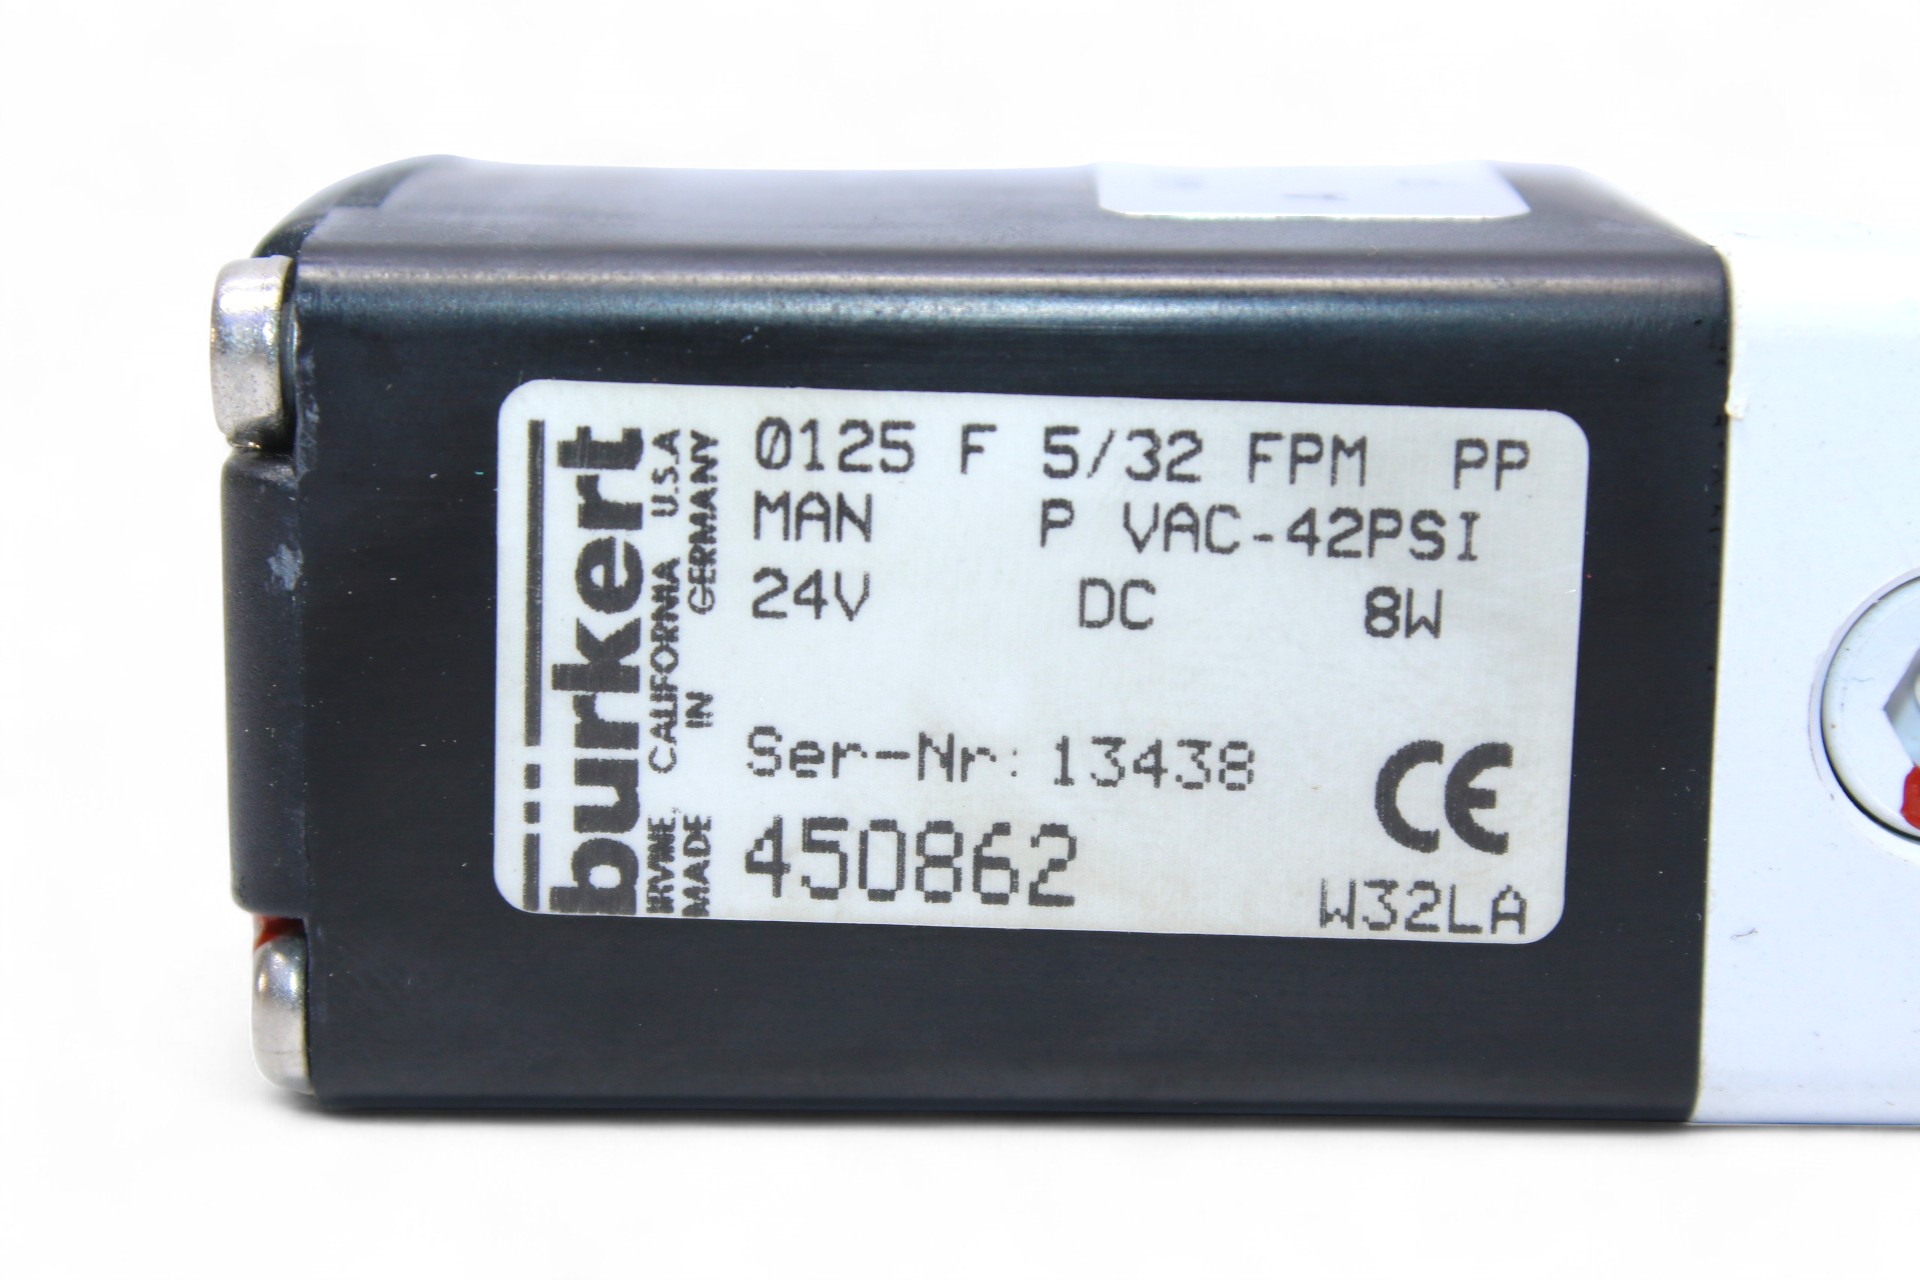 bürkert
IRVINE, CALIFORNIA U.S.A
MADE IN GERMANY
0125 F 5/32 FPM PP
MAN P VAC-42PSI
24V DC 8W
Ser-Nr: 13438
450862
CE
W32LA